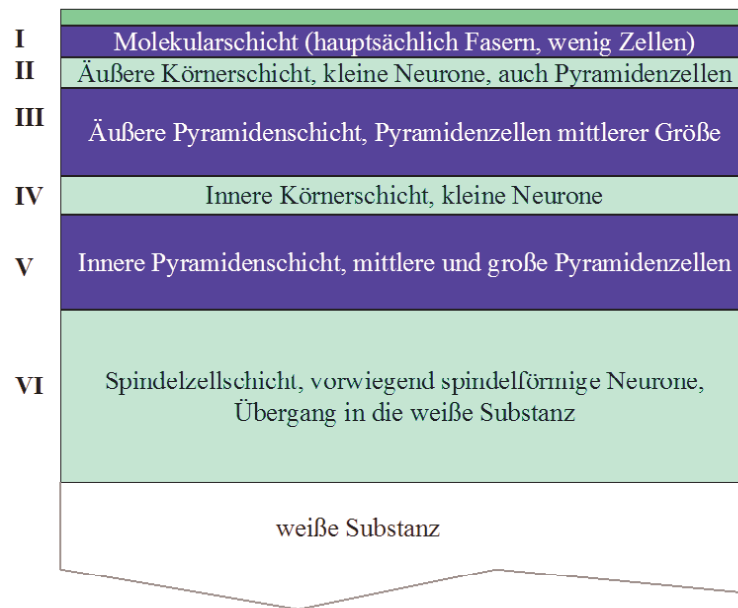 I Molekularschicht (hauptsächlich Fasern, wenig Zellen)
II Äußere Körnerschicht, kleine Neurone, auch Pyramidenzellen
III Äußere Pyramidenschicht, Pyramidenzellen mittlerer Größe
IV Innere Körnerschicht, kleine Neurone
V Innere Pyramidenschicht, mittlere und große Pyramidenzellen
VI Spindelzellschicht, vorwiegend spindelförmige Neurone,
Übergang in die weiße Substanz
weiße Substanz